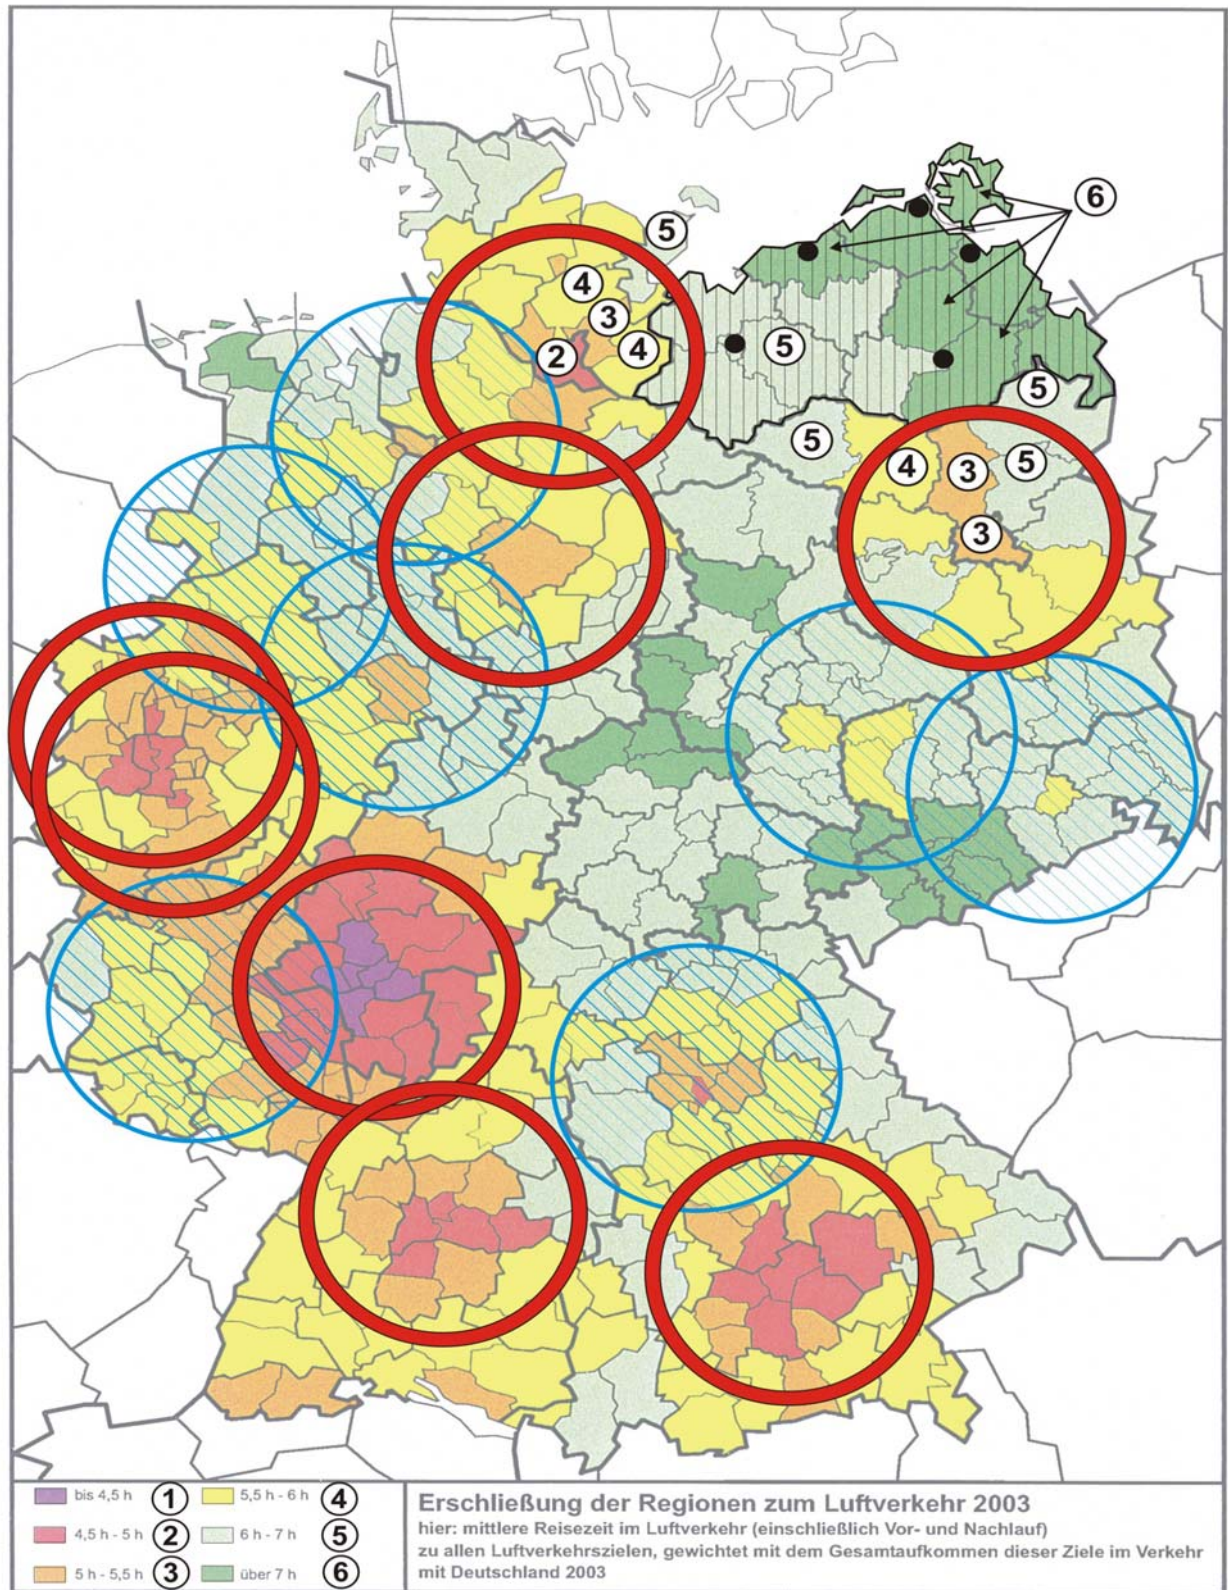 6
5
4
3
2
4
5
5
5
4
3
5
3
bis 4,5 h 1
5,5 h - 6 h 4
4,5 h - 5 h 2
6 h - 7 h 5
5 h - 5,5 h 3
über 7 h 6
Erschließung der Regionen zum Luftverkehr 2003
hier: mittlere Reisezeit im Luftverkehr (einschließlich Vor- und Nachlauf)
zu allen Luftverkehrszielen, gewichtet mit dem Gesamtaufkommen dieser Ziele im Verkehr
mit Deutschland 2003